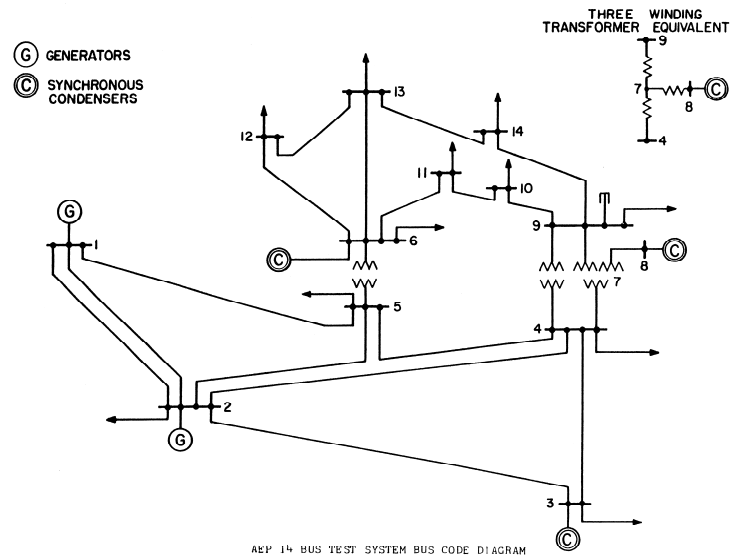 THREE WINDING
TRANSFORMER EQUIVALENT
G GENERATORS
C SYNCHRONOUS
CONDENSERS
9
7
C
8
4
13
12
14
11
10
G
1
9
6
C
8
C
7
5
4
2
G
3
C
AEP 14 BUS TEST SYSTEM BUS CODE DIAGRAM